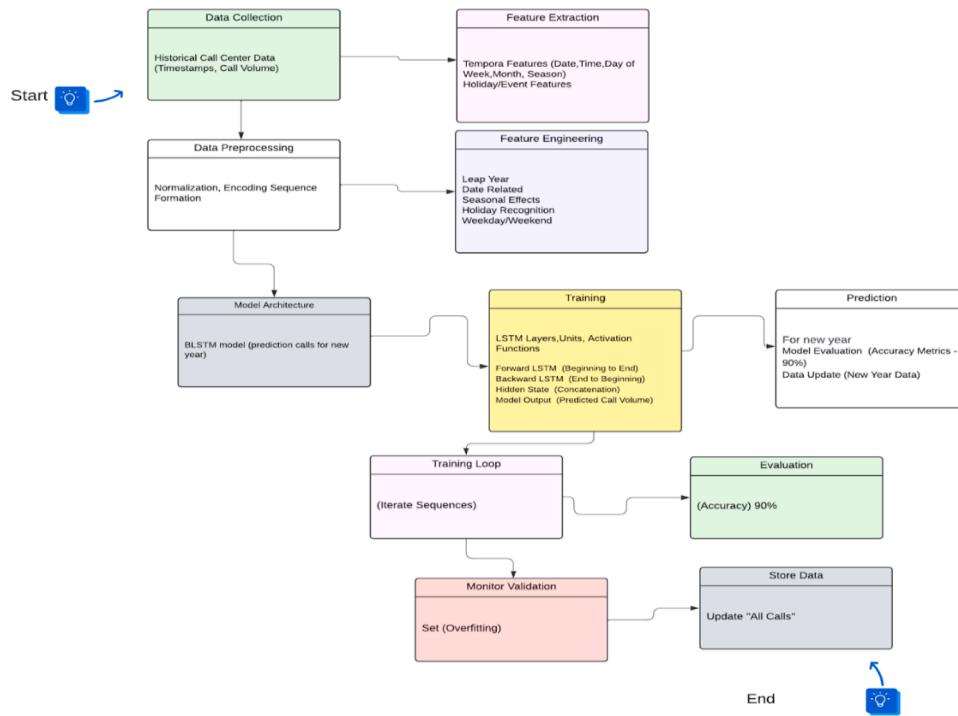 Data Collection
Historical Call Center Data
(Timestamps, Call Volume)
Feature Extraction
Tempora Features (Date,Time,Day of
Week,Month, Season)
Holiday/Event Features
Start
Data Preprocessing
Normalization, Encoding Sequence
Formation
Feature Engineering
Leap Year
Date Related
Seasonal Effects
Holiday Recognition
Weekday/Weekend
Model Architecture
BLSTM model (prediction calls for new
year)
Training
LSTM Layers,Units, Activation
Functions
Forward LSTM (Beginning to End)
Backward LSTM (End to Beginning)
Hidden State (Concatenation)
Model Output (Predicted Call Volume)
Prediction
For new year
Model Evaluation (Accuracy Metrics -
90%)
Data Update (New Year Data)
Training Loop
(Iterate Sequences)
Evaluation
(Accuracy) 90%
Monitor Validation
Set (Overfitting)
Store Data
Update "All Calls"
End